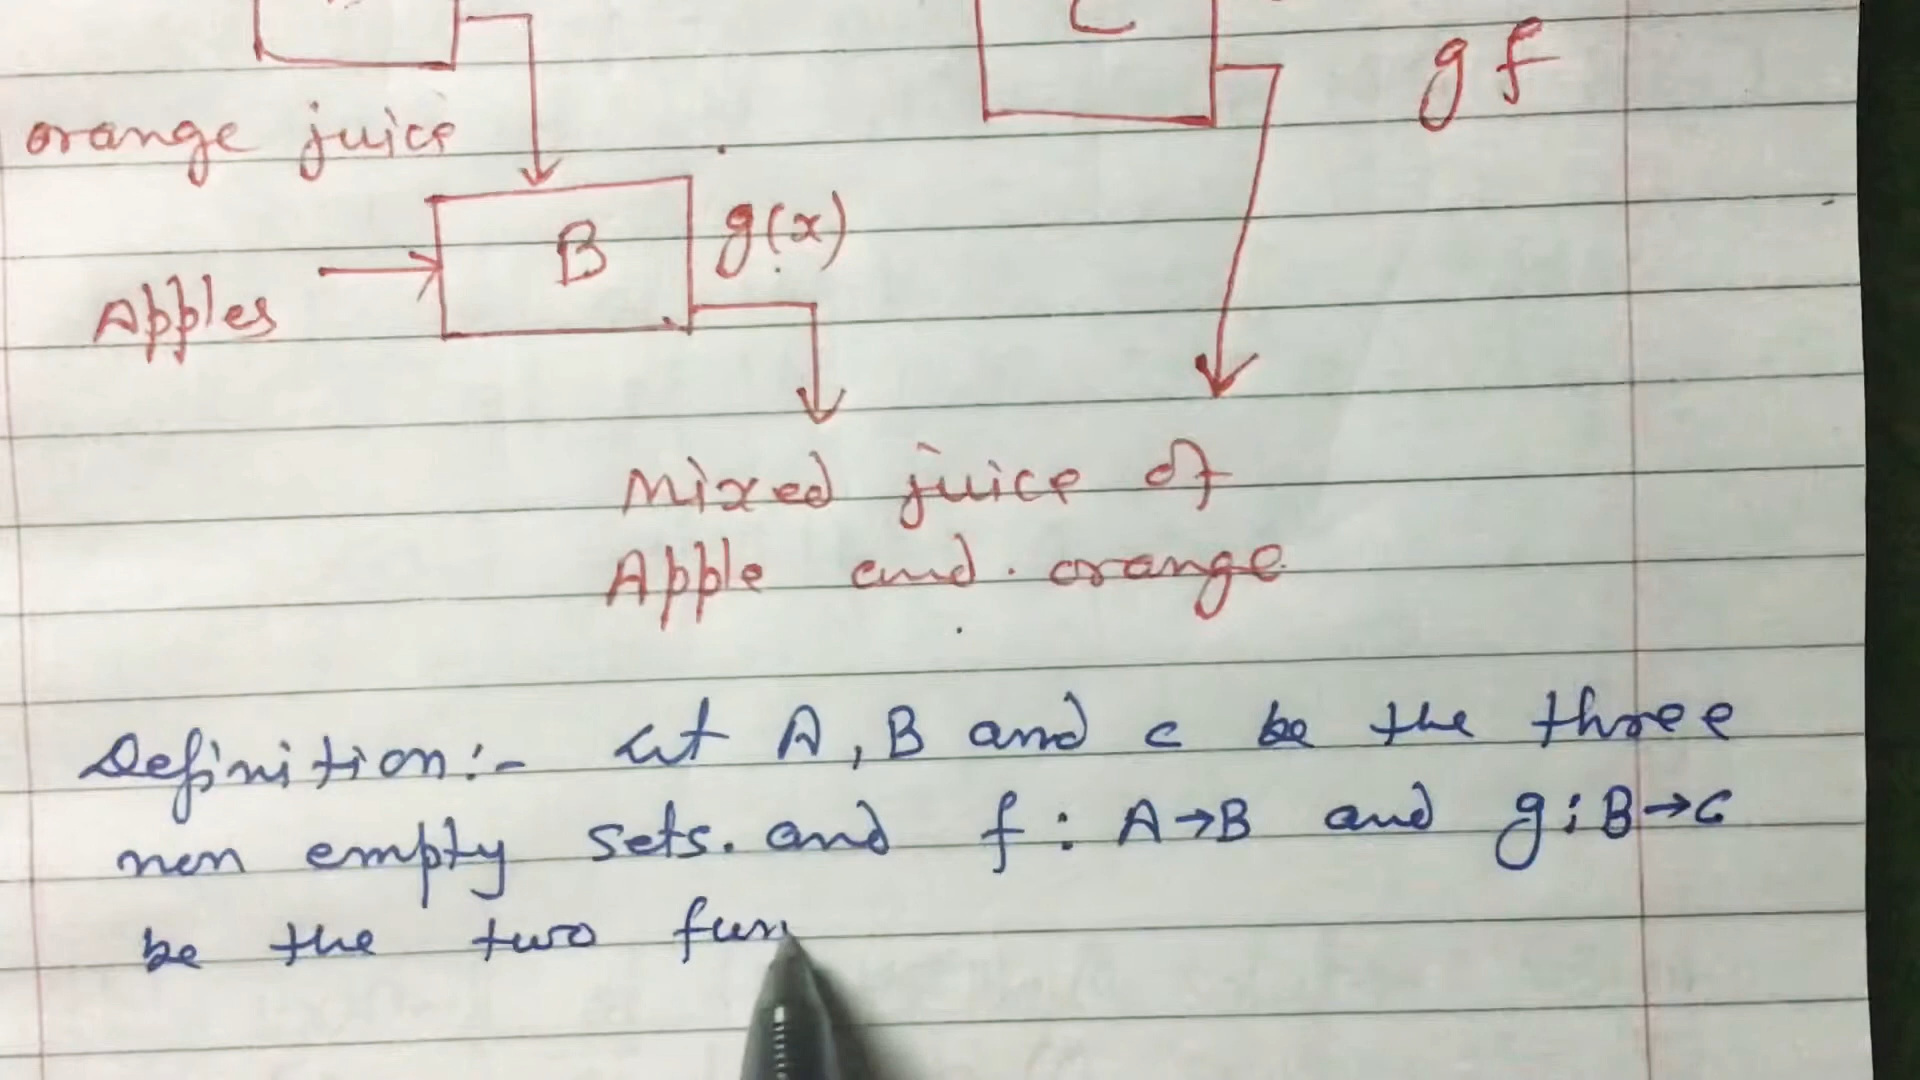 C
g f
orange juice
B
g(x)
Apples
Mixed juice of
Apple and. orange
Definition:- Let A, B and c be the three
non empty sets. and f : A→B and g : B→C
be the two fun